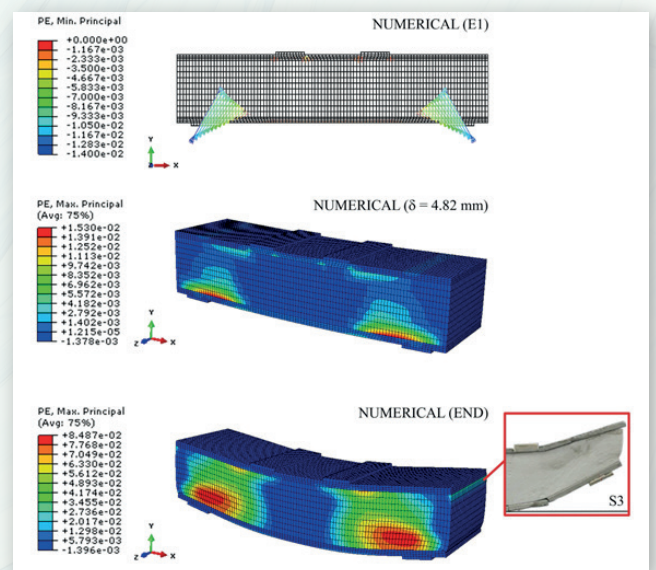 PE, Min. Principal
NUMERICAL (E1)
+0.000e+00
-1.167e-03
-2.333e-03
-3.500e-03
-4.667e-03
-5.833e-03
-7.000e-03
-8.167e-03
-9.333e-03
-1.050e-02
-1.167e-02
-1.283e-02
-1.400e-02
Y
X
PE, Max. Principal
(Avg: 75%)
NUMERICAL (δ = 4.82 mm)
+1.530e-02
+1.391e-02
+1.252e-02
+1.113e-02
+9.742e-03
+8.352e-03
+6.962e-03
+5.572e-03
+4.182e-03
+2.792e-03
+1.402e-03
+1.215e-05
-1.378e-03
Y
Z X
PE, Max. Principal
(Avg: 75%)
NUMERICAL (END)
+8.487e-02
+7.768e-02
+7.049e-02
+6.330e-02
+5.612e-02
+4.893e-02
+4.174e-02
+3.455e-02
+2.736e-02
+2.017e-02
+1.298e-02
+5.793e-03
-1.396e-03
Y
Z X
S3